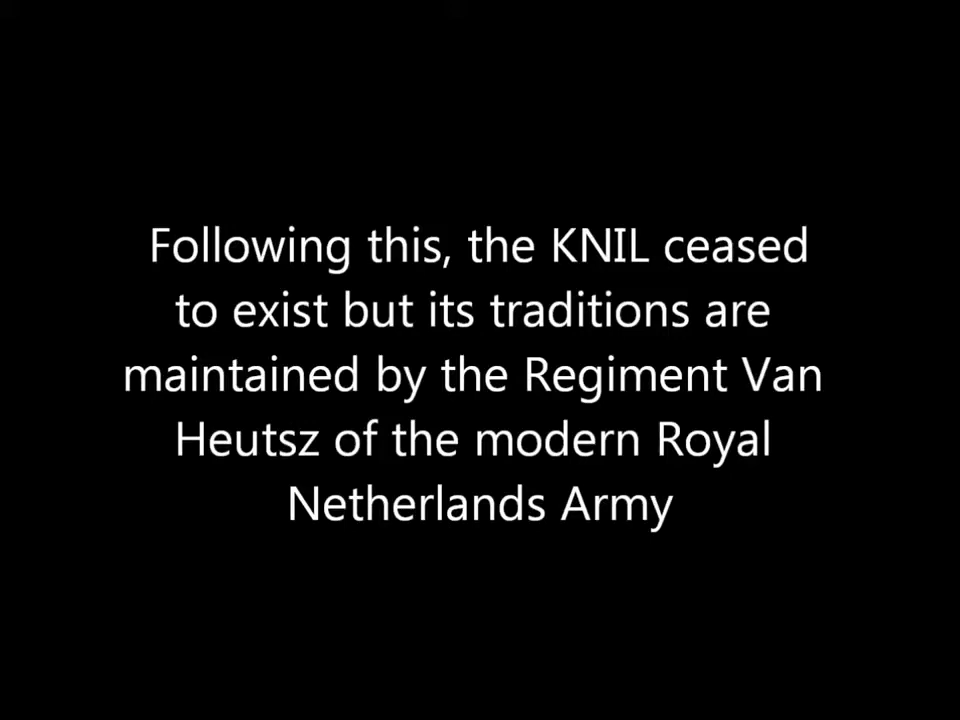 Following this, the KNIL ceased
to exist but its traditions are
maintained by the Regiment Van
Heutsz of the modern Royal
Netherlands Army